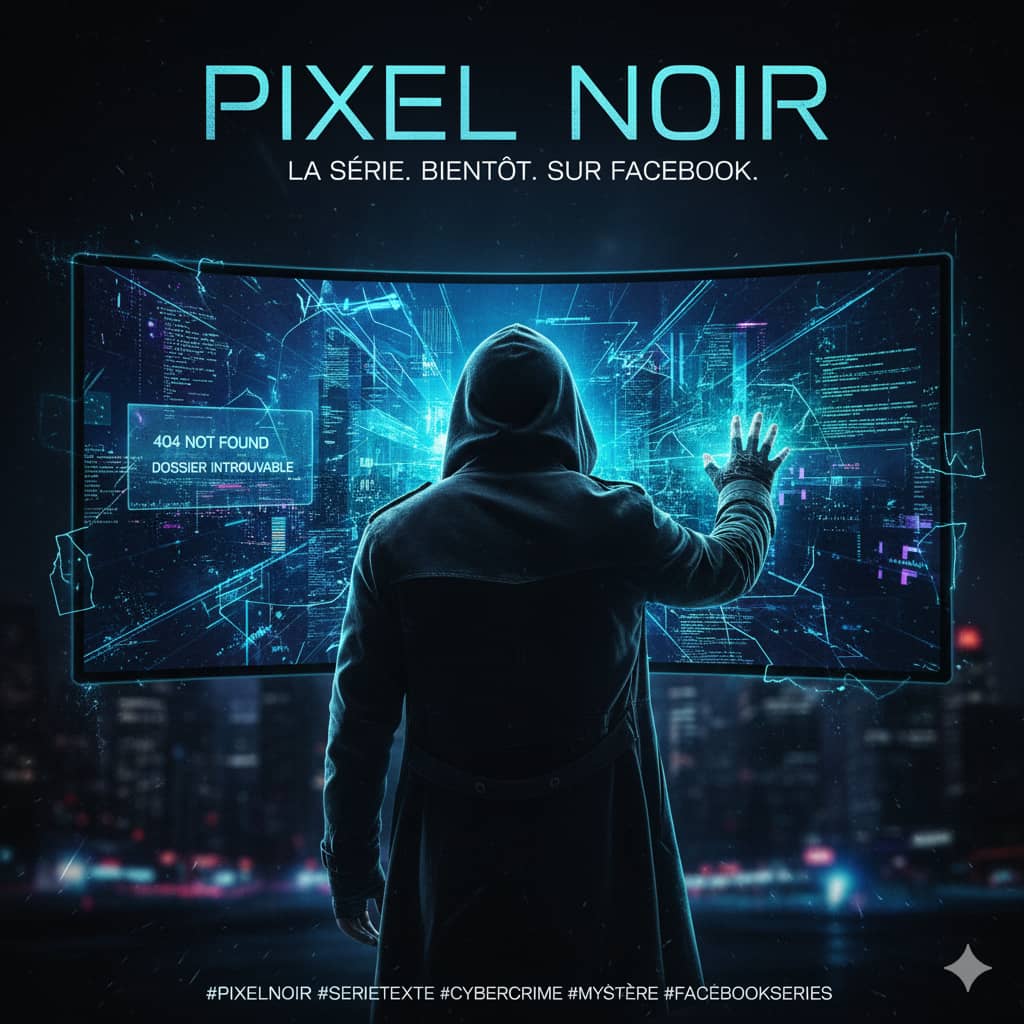 PIXEL NOIR
LA SÉRIE. BIENTÔT. SUR FACEBOOK.
404 NOT FOUND
DOSSIER INTROUVABLE
#PIXELNOIR #SERIETEXTE #CYBERCRIME #MYSTÈRE #FACEBOOKSERIES